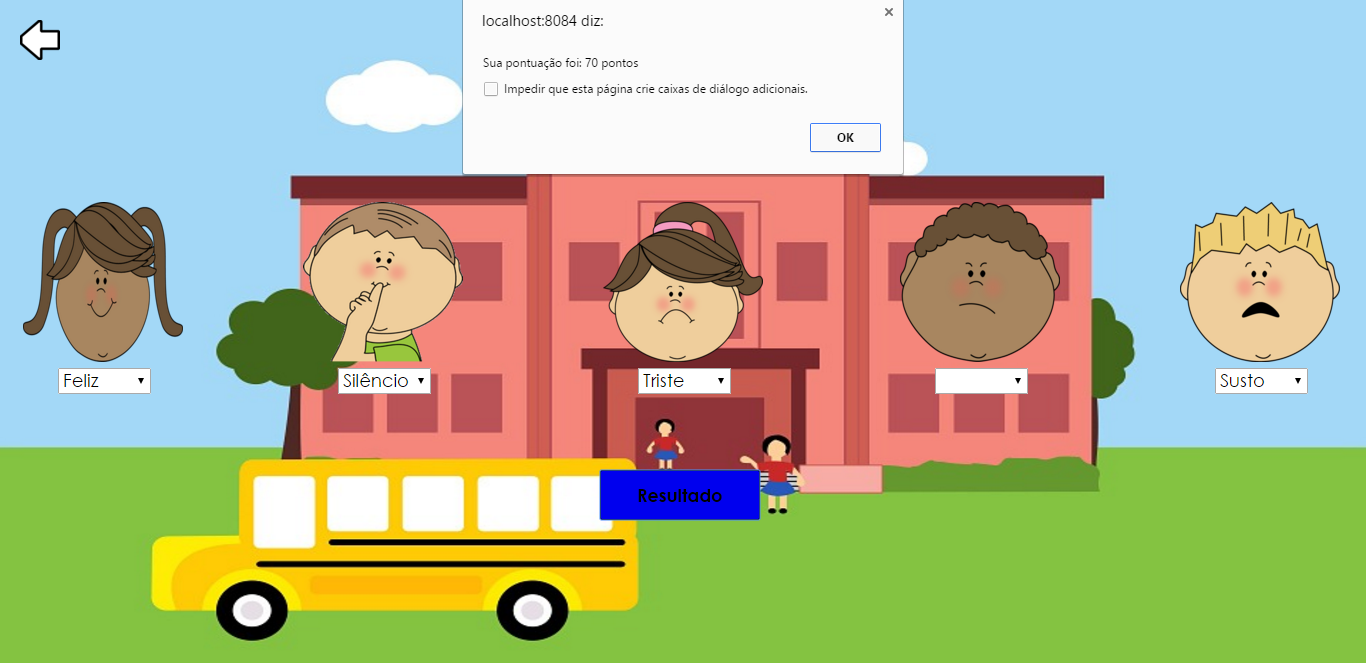 localhost:8084 diz:
Sua pontuação foi: 70 pontos
Impedir que esta página crie caixas de diálogo adicionais.
OK
Feliz
Silêncio
Triste
Susto
Resultado